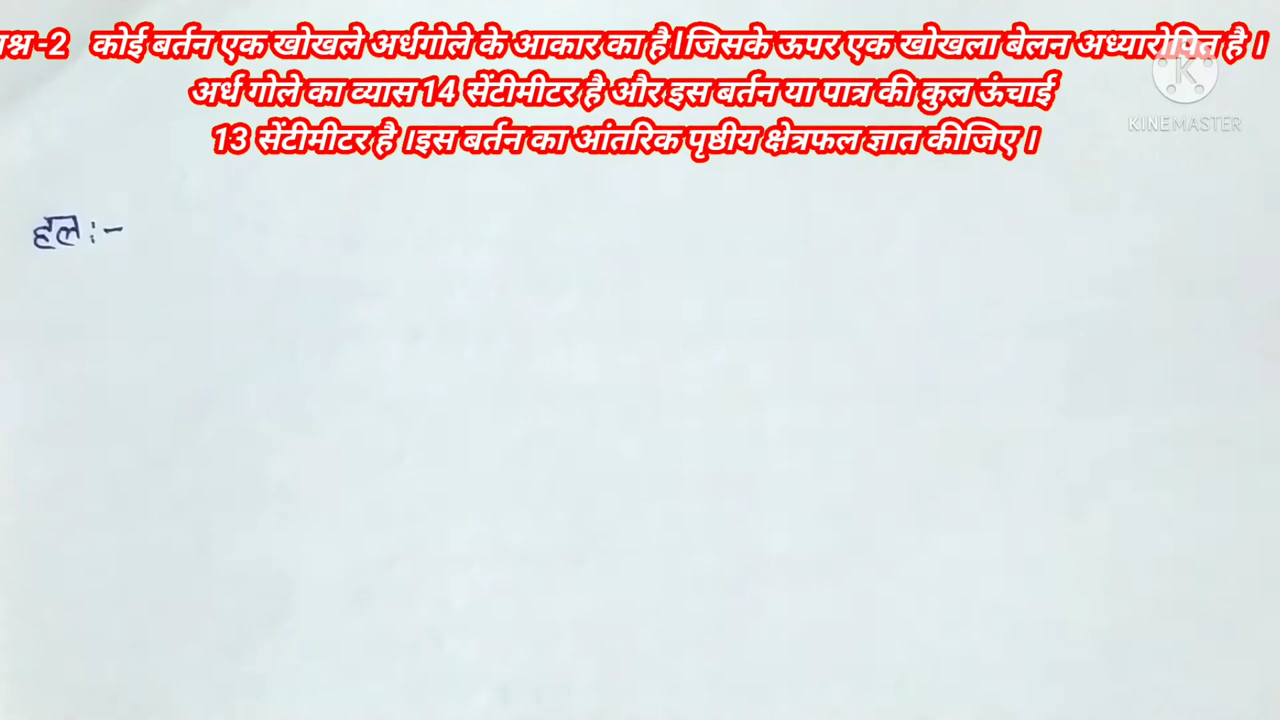 श्न -2 कोई बर्तन एक खोखले अर्धगोले के आकार का है।जिसके ऊपर एक खोखला बेलन अध्यारोपित है ।
अर्ध गोले का व्यास 14 सेंटीमीटर है और इस बर्तन या पात्र की कुल ऊंचाई
13 सेंटीमीटर है ।इस बर्तन का आंतरिक पृष्ठीय क्षेत्रफल ज्ञात कीजिए ।
K
KINEMASTER
हल :-